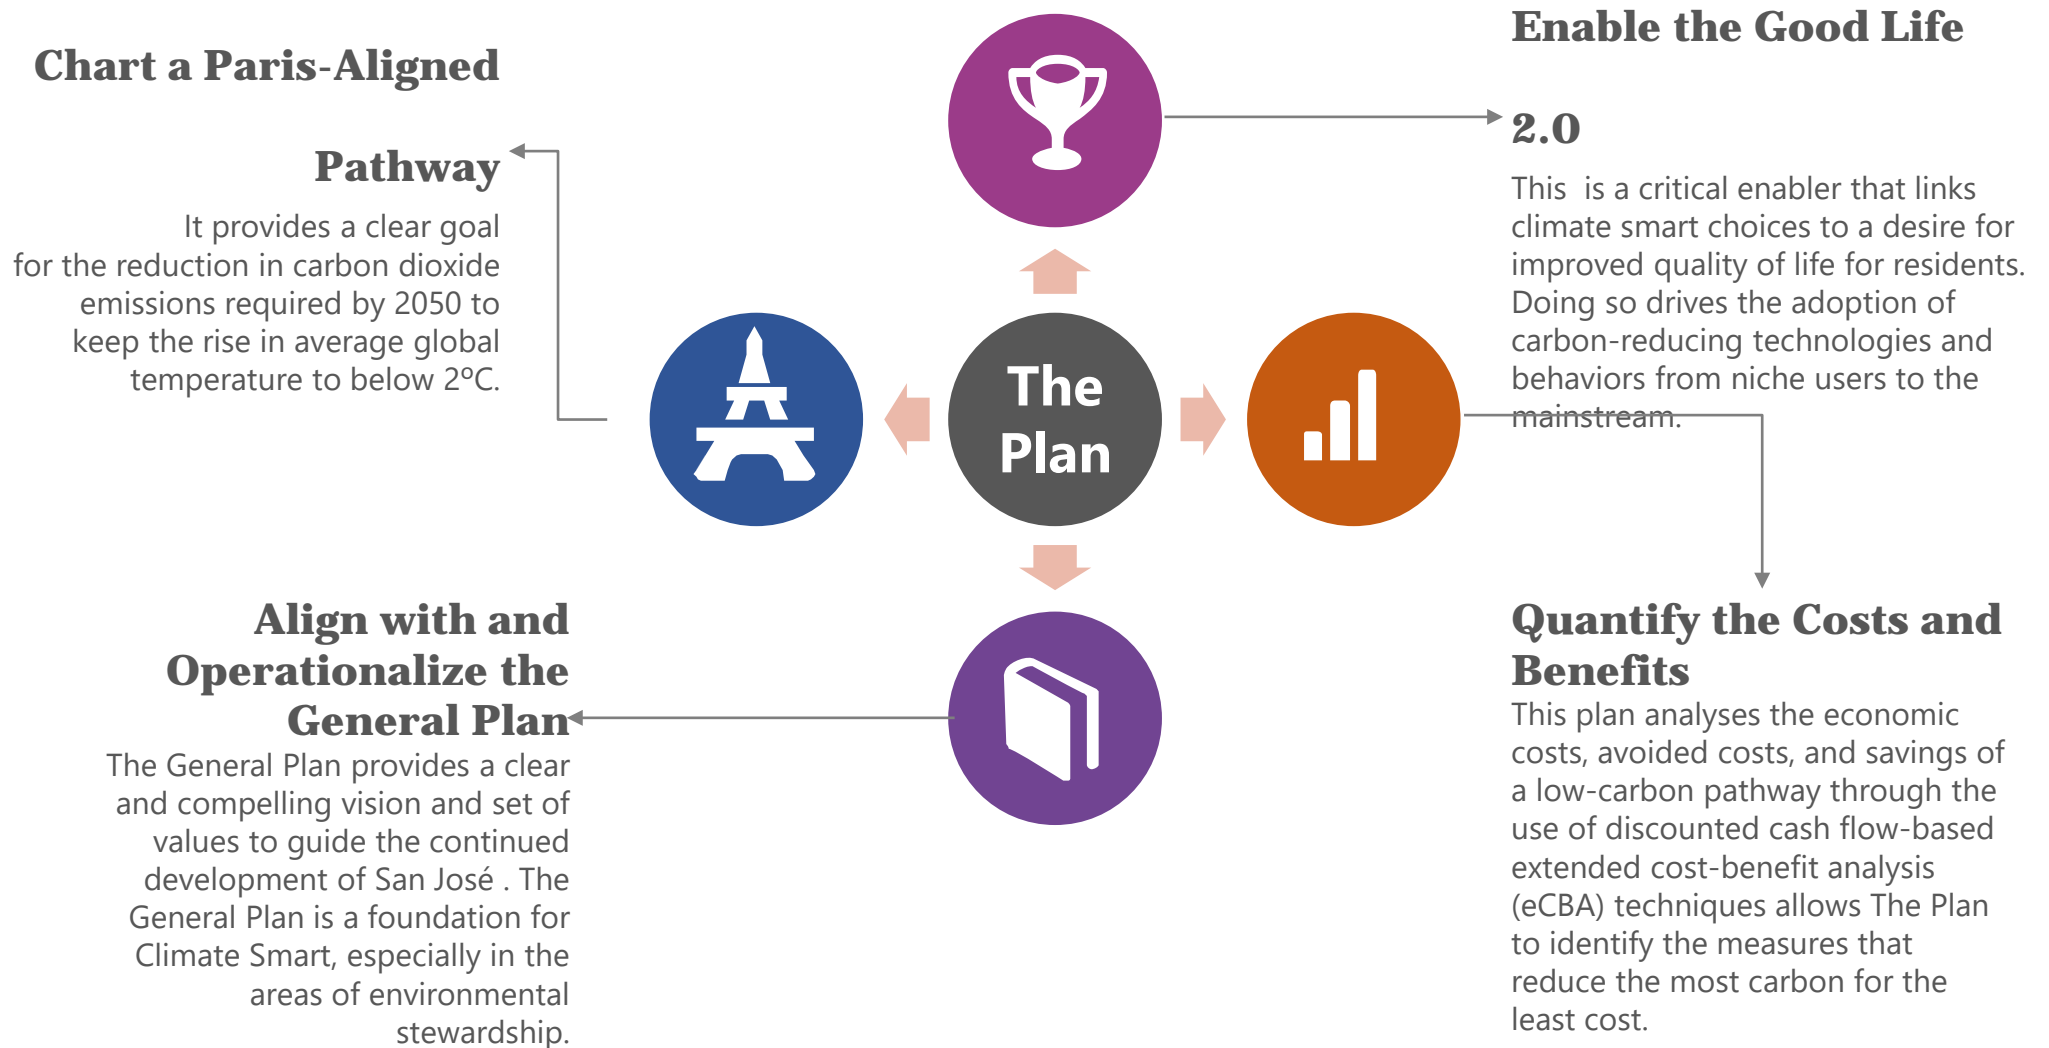 Chart a Paris-Aligned
Pathway
It provides a clear goal
for the reduction in carbon dioxide
emissions required by 2050 to
keep the rise in average global
temperature to below 2ºC.
Enable the Good Life
2.0
This  is a critical enabler that links
climate smart choices to a desire for
improved quality of life for residents.
Doing so drives the adoption of
carbon-reducing technologies and
behaviors from niche users to the
mainstream.
The
Plan
Align with and
Operationalize the
General Plan
The General Plan provides a clear
and compelling vision and set of
values to guide the continued
development of San José . The
General Plan is a foundation for
Climate Smart, especially in the
areas of environmental
stewardship.
Quantify the Costs and
Benefits
This plan analyses the economic
costs, avoided costs, and savings of
a low-carbon pathway through the
use of discounted cash flow-based
extended cost-benefit analysis
(eCBA) techniques allows The Plan
to identify the measures that
reduce the most carbon for the
least cost.